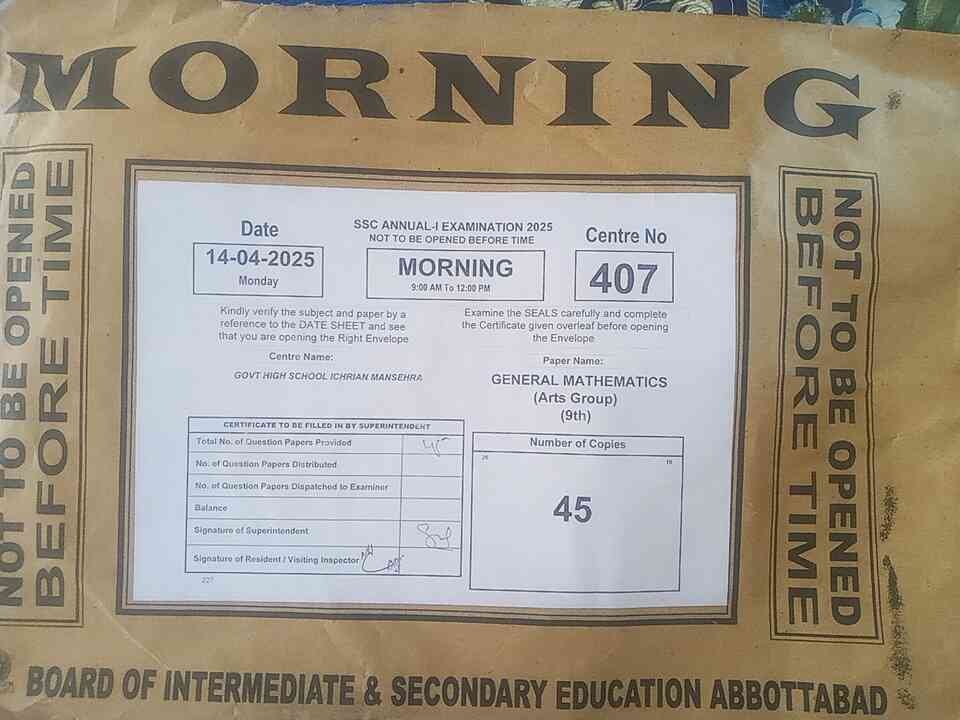 MORNING
NOT TO BE OPENED
BEFORE TIME
Date
14-04-2025
Monday
SSC ANNUAL-I EXAMINATION 2025
NOT TO BE OPENED BEFORE TIME
MORNING
9:00 AM To 12:00 PM
Centre No
407
Kindly verify the subject and paper by a
reference to the DATE SHEET and see
that you are opening the Right Envelope
Examine the SEALS carefully and complete
the Certificate given overleaf before opening
the Envelope
Centre Name:
GOVT HIGH SCHOOL ICHRIAN MANSEHRA
Paper Name:
GENERAL MATHEMATICS
(Arts Group)
(9th)
CERTIFICATE TO BE FILLED IN BY SUPERINTENDENT
Total No. of Question Papers Provided 45
No. of Question Papers Distributed
No. of Question Papers Dispatched to Examiner
Balance
Signature of Superintendent
Signature of Resident / Visiting Inspector
227
Number of Copies
45
NOT TO BE OPENED
BEFORE TIME
BOARD OF INTERMEDIATE & SECONDARY EDUCATION ABBOTTABAD